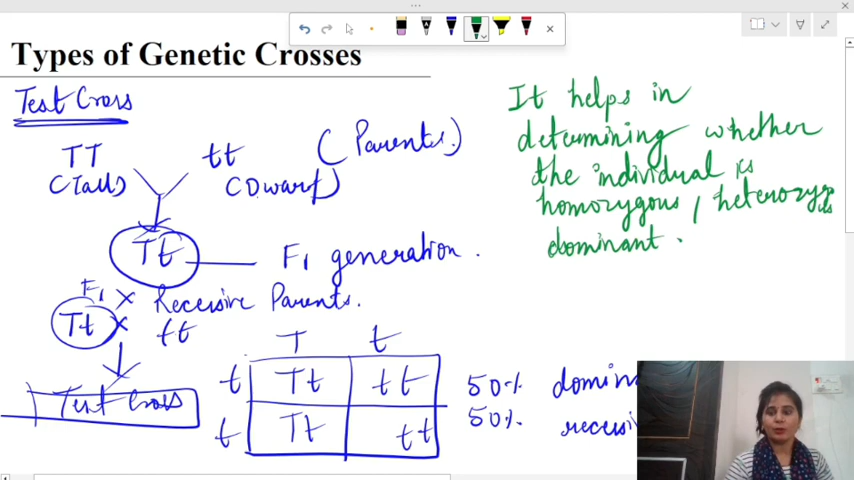 Types of Genetic Crosses
Test Cross
TT tt (Parents.)
(Tall) (Dwarf)
Tt F1 generation.
F1 × Recessive Parents.
Tt × tt
Test Cross
T t
t Tt tt
t Tt tt
50%
50%
It helps in
determining whether
the individual is
homozygous / heterozygous
dominant.